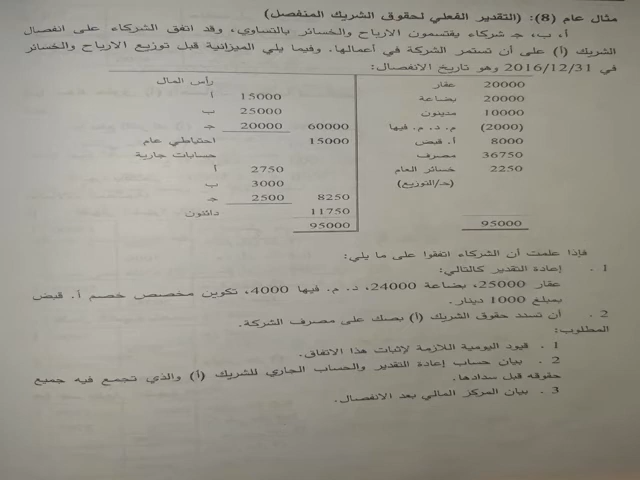 مثال عام (8): (التقدير الفعلي لحقوق الشريك المنفصل)
أ، ب، جـ شركاء يقتسمون الارباح والخسائر بالتساوي، وقد اتفق الشركاء على انفصال
الشريك (أ) على أن تستمر الشركة في أعمالها. وفيما يلي الميزانية قبل توزيع الارباح والخسائر
في 2016/12/31 وهو تاريخ الانفصال:
20000 عقار رأس المال
20000 بضاعة 15000 أ
10000 مدينون 25000 ب
(2000) م. د. م. فيها 60000 20000 جـ
8000 أ. قبض 15000 احتياطي عام
36750 مصرف حسابات جارية
2250 خسائر العام 2750 أ
(حـ/التوزيع) 3000 ب
8250 2500 جـ
11750 دائنون
95000 95000
فإذا علمت أن الشركاء اتفقوا على ما يلي:
1. إعادة التقدير كالتالي:
عقار 25000، بضاعة 24000، د. م. فيها 4000، تكوين مخصص خصم أ. قبض
بمبلغ 1000 دينار.
2. أن تسدد حقوق الشريك (أ) بصك على مصرف الشركة.
المطلوب:
1. قيود اليومية اللازمة لإثبات هذا الاتفاق.
2. بيان حساب إعادة التقدير والحساب الجاري للشريك (أ) والذي تجمع فيه جميع
حقوقه قبل سدادها.
3. بيان المركز المالي بعد الانفصال.